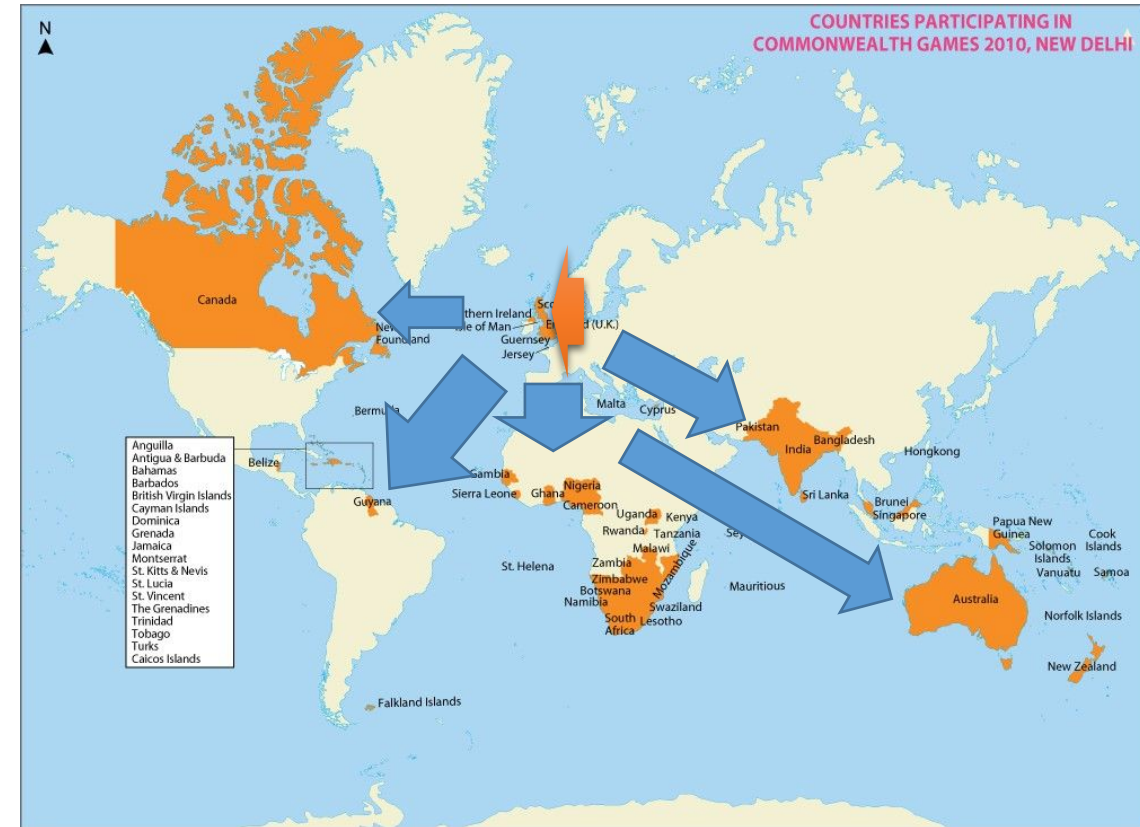 N
COUNTRIES PARTICIPATING IN
COMMONWEALTH GAMES 2010, NEW DELHI
Canada
New
Foundland
thern Ireland
Isle of Man
Guernsey
Jersey
Sco
E d (U.K.)
Bermuda
Malta
Cyprus
Pakistan
India
Bangladesh
Hongkong
Anguilla
Antigua & Barbuda
Bahamas
Barbados
British Virgin Islands
Cayman Islands
Dominica
Grenada
Jamaica
Montserrat
St. Kitts & Nevis
St. Lucia
St. Vincent
The Grenadines
Trinidad
Tobago
Turks
Caicos Islands
Belize
Guyana
Gambia
Sierra Leone
Ghana
Nigeria
Cameroon
Uganda
Kenya
Rwanda
Tanzania
Malawi
Sey
Sri Lanka
Brunei
Singapore
Papua New
Guinea
Solomon
Islands
Cook
Islands
Vanuatu
Samoa
St. Helena
Zambia
Zimbabwe
Botswana
Namibia
Mozambique
Mauritious
Swaziland
South
Africa
Lesotho
Australia
Norfolk Islands
New Zealand
Falkland Islands